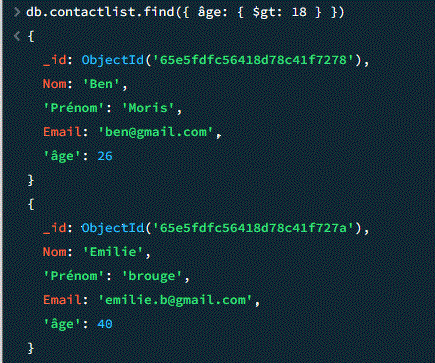 > db.contactlist.find({ âge: { $gt: 18 } })
< {
_id: ObjectId('65e5fdfc56418d78c41f7278'),
Nom: 'Ben',
'Prénom': 'Moris',
Email: 'ben@gmail.com',
'âge': 26
}
{
_id: ObjectId('65e5fdfc56418d78c41f727a'),
Nom: 'Emilie',
'Prénom': 'brouge',
Email: 'emilie.b@gmail.com',
'âge': 40
}